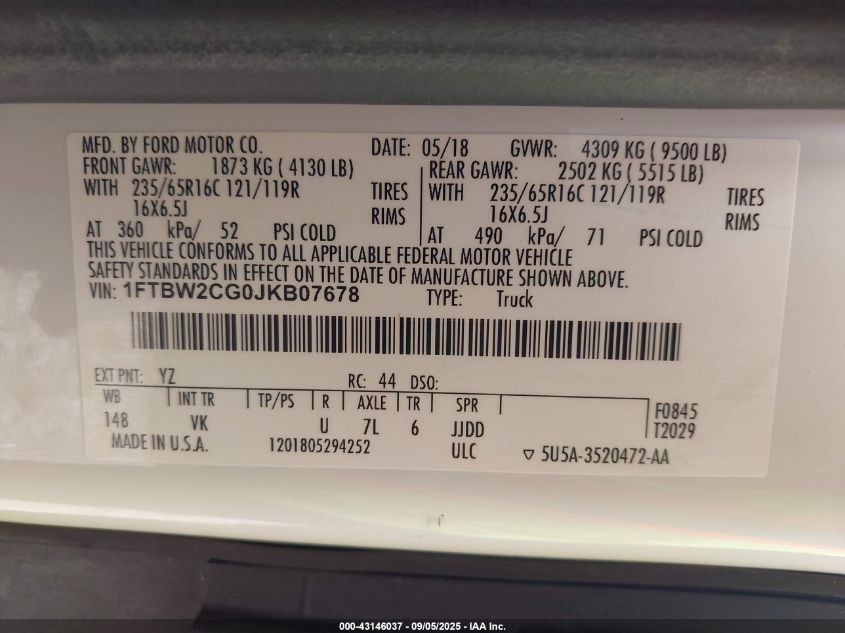 MFD. BY FORD MOTOR CO. DATE: 05/18 GVWR: 4309 KG ( 9500 LB)
FRONT GAWR: 1873 KG ( 4130 LB) REAR GAWR: 2502 KG ( 5515 LB)
WITH 235/65R16C 121/119R TIRES WITH 235/65R16C 121/119R TIRES
16X6.5J RIMS 16X6.5J RIMS
AT 360 kPa/ 52 PSI COLD AT 490 kPa/ 71 PSI COLD
THIS VEHICLE CONFORMS TO ALL APPLICABLE FEDERAL MOTOR VEHICLE
SAFETY STANDARDS IN EFFECT ON THE DATE OF MANUFACTURE SHOWN ABOVE.
VIN: 1FTBW2CG0JKB07678 TYPE: Truck
EXT PNT: YZ RC: 44 DSO:
WB INT TR TP/PS R AXLE TR SPR F0845
148 VK U 7L 6 JJDD T2029
MADE IN U.S.A. 1201805294252 ULC 5U5A-3520472-AA
000-43146037 - 09/05/2025 - IAA Inc.